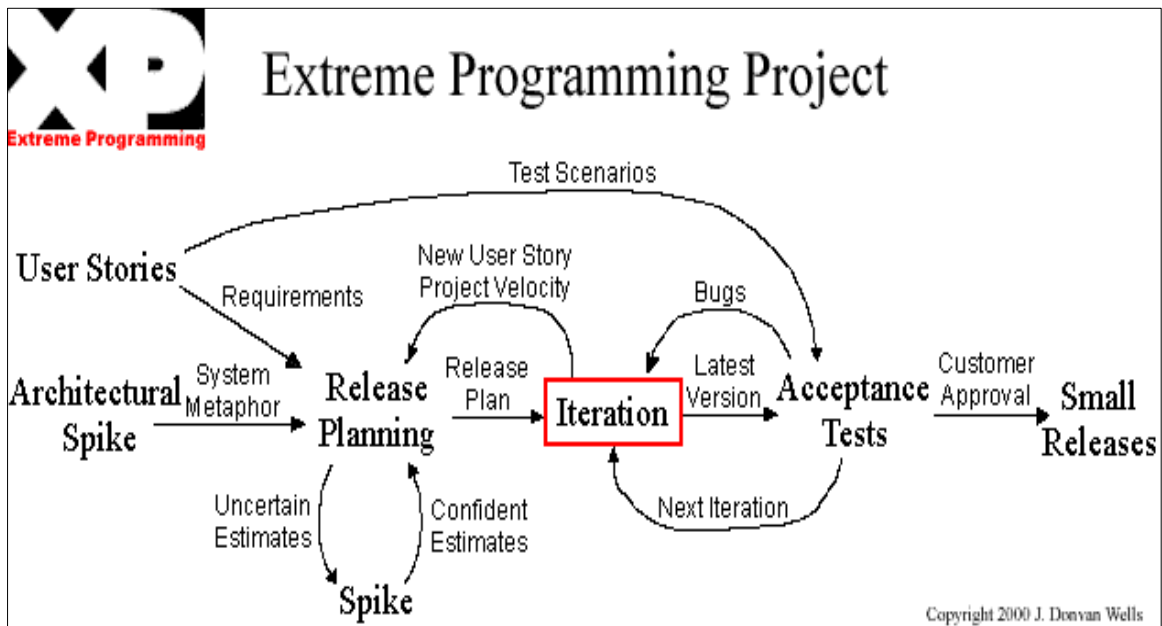 XP
Extreme Programming
Extreme Programming Project
Test Scenarios
User Stories
New User Story
Project Velocity
Bugs
Requirements
Architectural
Spike
System
Metaphor
Release
Planning
Release
Plan
Iteration
Latest
Version
Acceptance
Tests
Customer
Approval
Small
Releases
Uncertain
Estimates
Confident
Estimates
Next Iteration
Spike
Copyright 2000 J. Donvan Wells